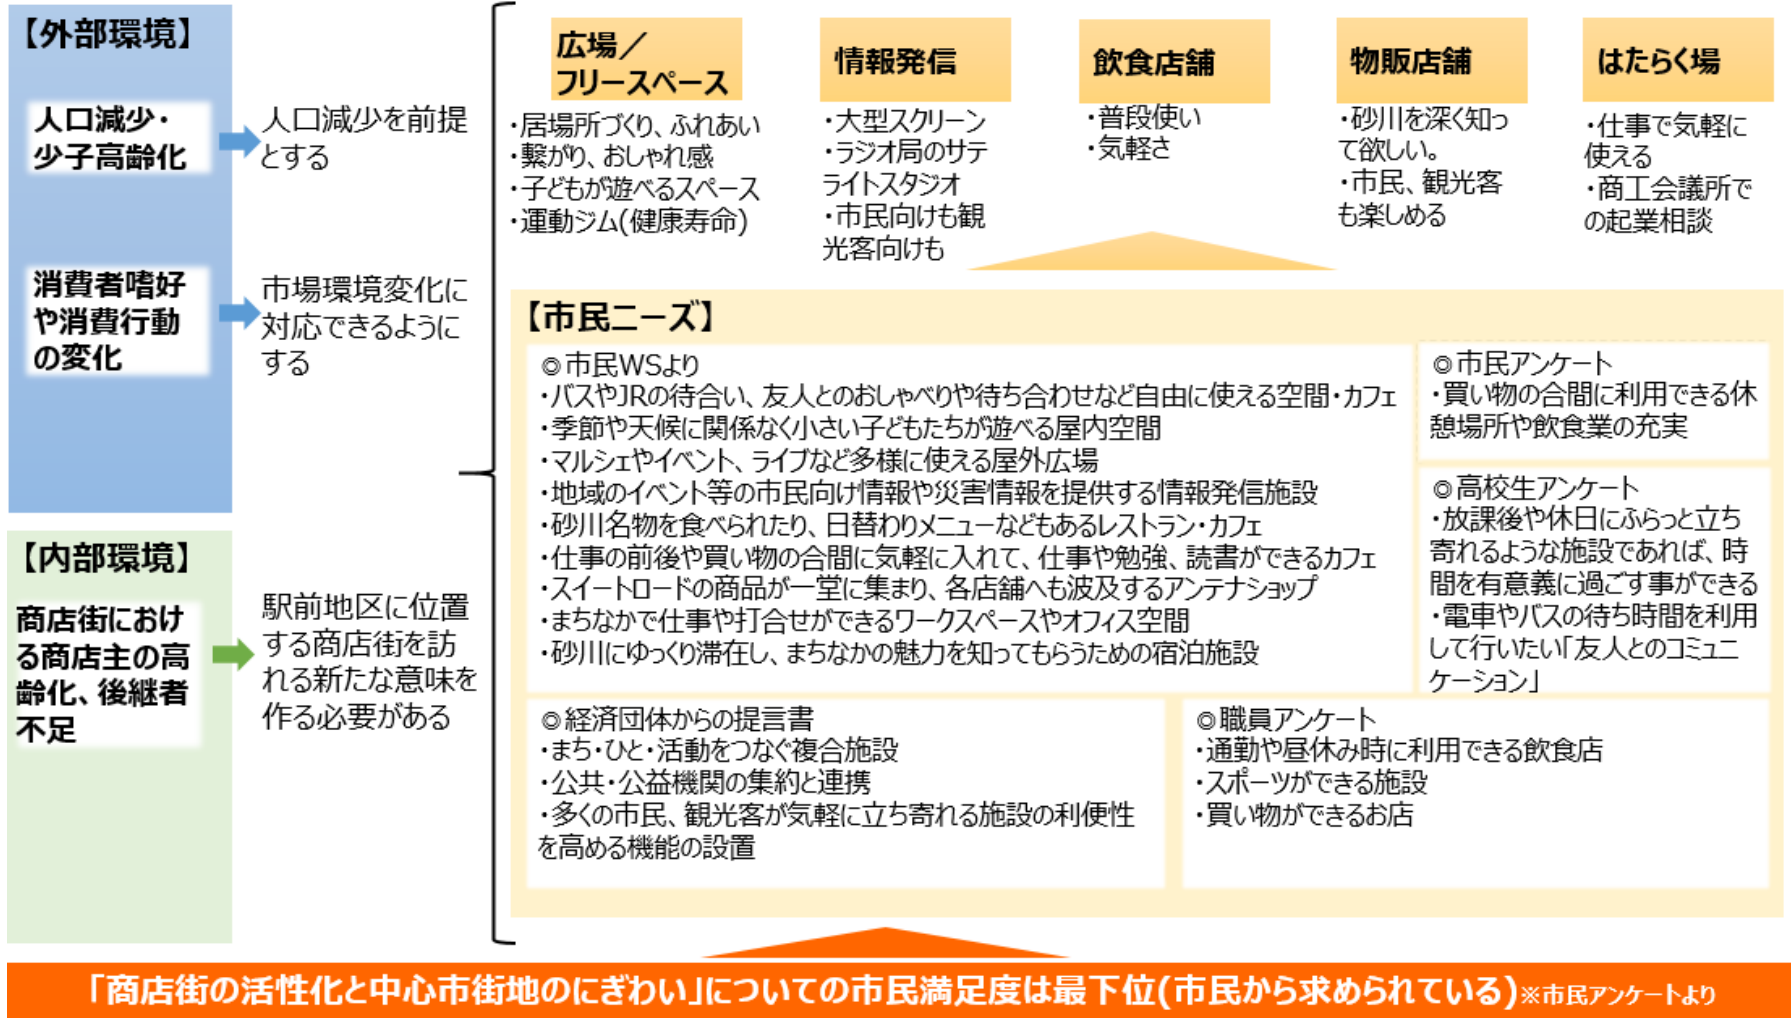 【外部環境】
人口減少・
少子高齢化
人口減少を前提
とする
消費者嗜好
や消費行動
の変化
市場環境変化に
対応できるように
する
【内部環境】
商店街におけ
る商店主の高
齢化、後継者
不足
駅前地区に位置
する商店街を訪
れる新たな意味を
作る必要がある
広場／
フリースペース
・居場所づくり、ふれあい
・繋がり、おしゃれ感
・子どもが遊べるスペース
・運動ジム(健康寿命)
情報発信
・大型スクリーン
・ラジオ局のサテ
ライトスタジオ
・市民向けも観
光客向けも
飲食店舗
・普段使い
・気軽さ
物販店舗
・砂川を深く知っ
て欲しい。
・市民、観光客
も楽しめる
はたらく場
・仕事で気軽に
使える
・商工会議所で
の起業相談
【市民ニーズ】
◎市民WSより
・バスやJRの待合い、友人とのおしゃべりや待ち合わせなど自由に使える空間・カフェ
・季節や天候に関係なく小さい子どもたちが遊べる屋内空間
・マルシェやイベント、ライブなど多様に使える屋外広場
・地域のイベント等の市民向け情報や災害情報を提供する情報発信施設
・砂川名物を食べられたり、日替わりメニューなどもあるレストラン・カフェ
・仕事の前後や買い物の合間に気軽に入れて、仕事や勉強、読書ができるカフェ
・スイートロードの商品が一堂に集まり、各店舗へも波及するアンテナショップ
・まちなかで仕事や打合せができるワークスペースやオフィス空間
・砂川にゆっくり滞在し、まちなかの魅力を知ってもらうための宿泊施設
◎市民アンケート
・買い物の合間に利用できる休
憩場所や飲食業の充実
◎高校生アンケート
・放課後や休日にふらっと立ち
寄れるような施設であれば、時
間を有意義に過ごす事ができる
・電車やバスの待ち時間を利用
して行いたい「友人とのコミュニ
ケーション」
◎経済団体からの提言書
・まち・ひと・活動をつなぐ複合施設
・公共・公益機関の集約と連携
・多くの市民、観光客が気軽に立ち寄れる施設の利便性
を高める機能の設置
◎職員アンケート
・通勤や昼休み時に利用できる飲食店
・スポーツができる施設
・買い物ができるお店
「商店街の活性化と中心市街地のにぎわい」についての市民満足度は最下位(市民から求められている)※市民アンケートより